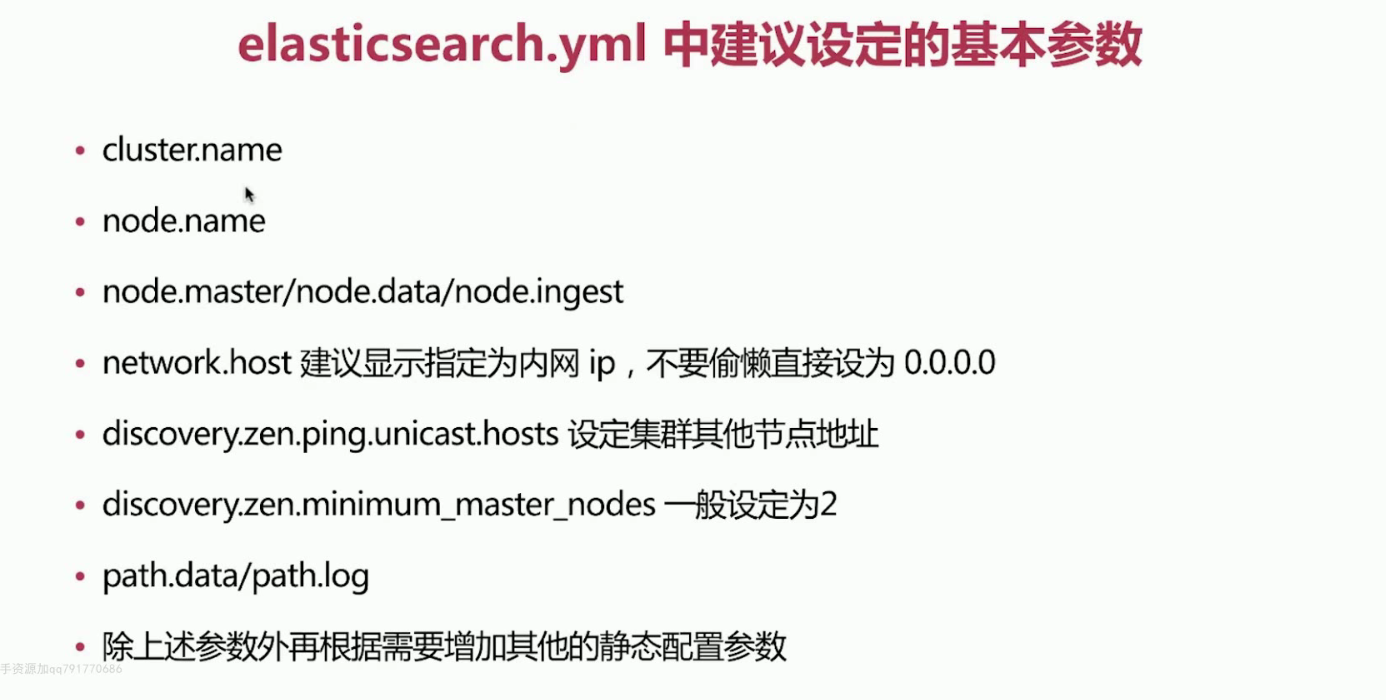 elasticsearch.yml 中建议设定的基本参数
• cluster.name
• node.name
• node.master/node.data/node.ingest
• network.host 建议显示指定为内网 ip，不要偷懒直接设为 0.0.0.0
• discovery.zen.ping.unicast.hosts 设定集群其他节点地址
• discovery.zen.minimum_master_nodes 一般设定为2
• path.data/path.log
• 除上述参数外再根据需要增加其他的静态配置参数
手资源加qq791770686